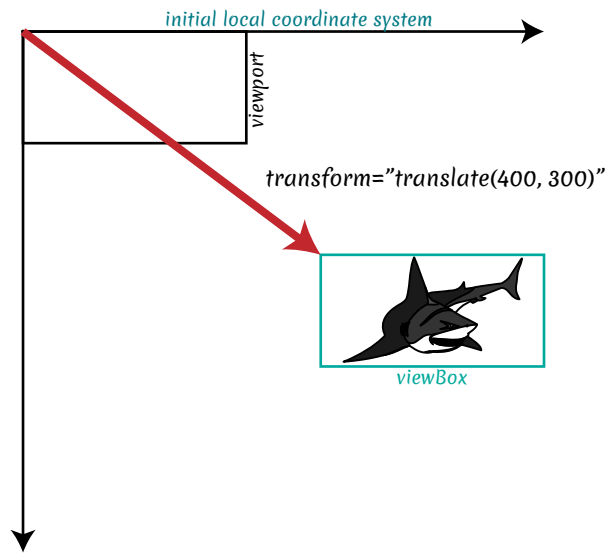 initial local coordinate system
viewport
transform=”translate(400, 300)”
viewBox